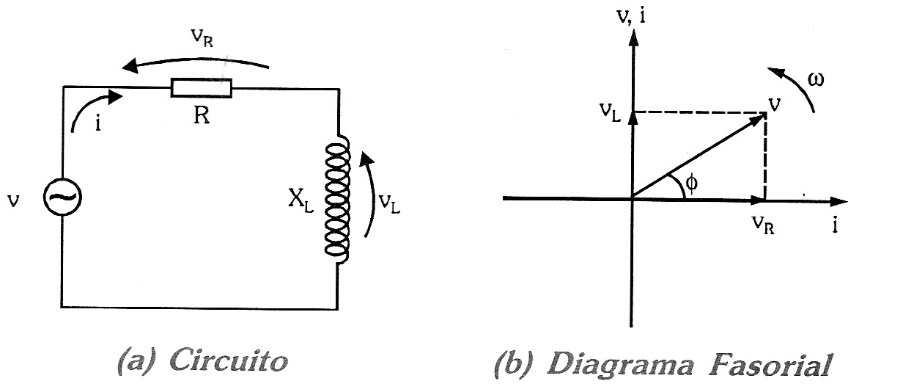 v_R
i
R
v
X_L
v_L
(a) Circuito
v, i
ω
v_L
v
ϕ
v_R
i
(b) Diagrama Fasorial